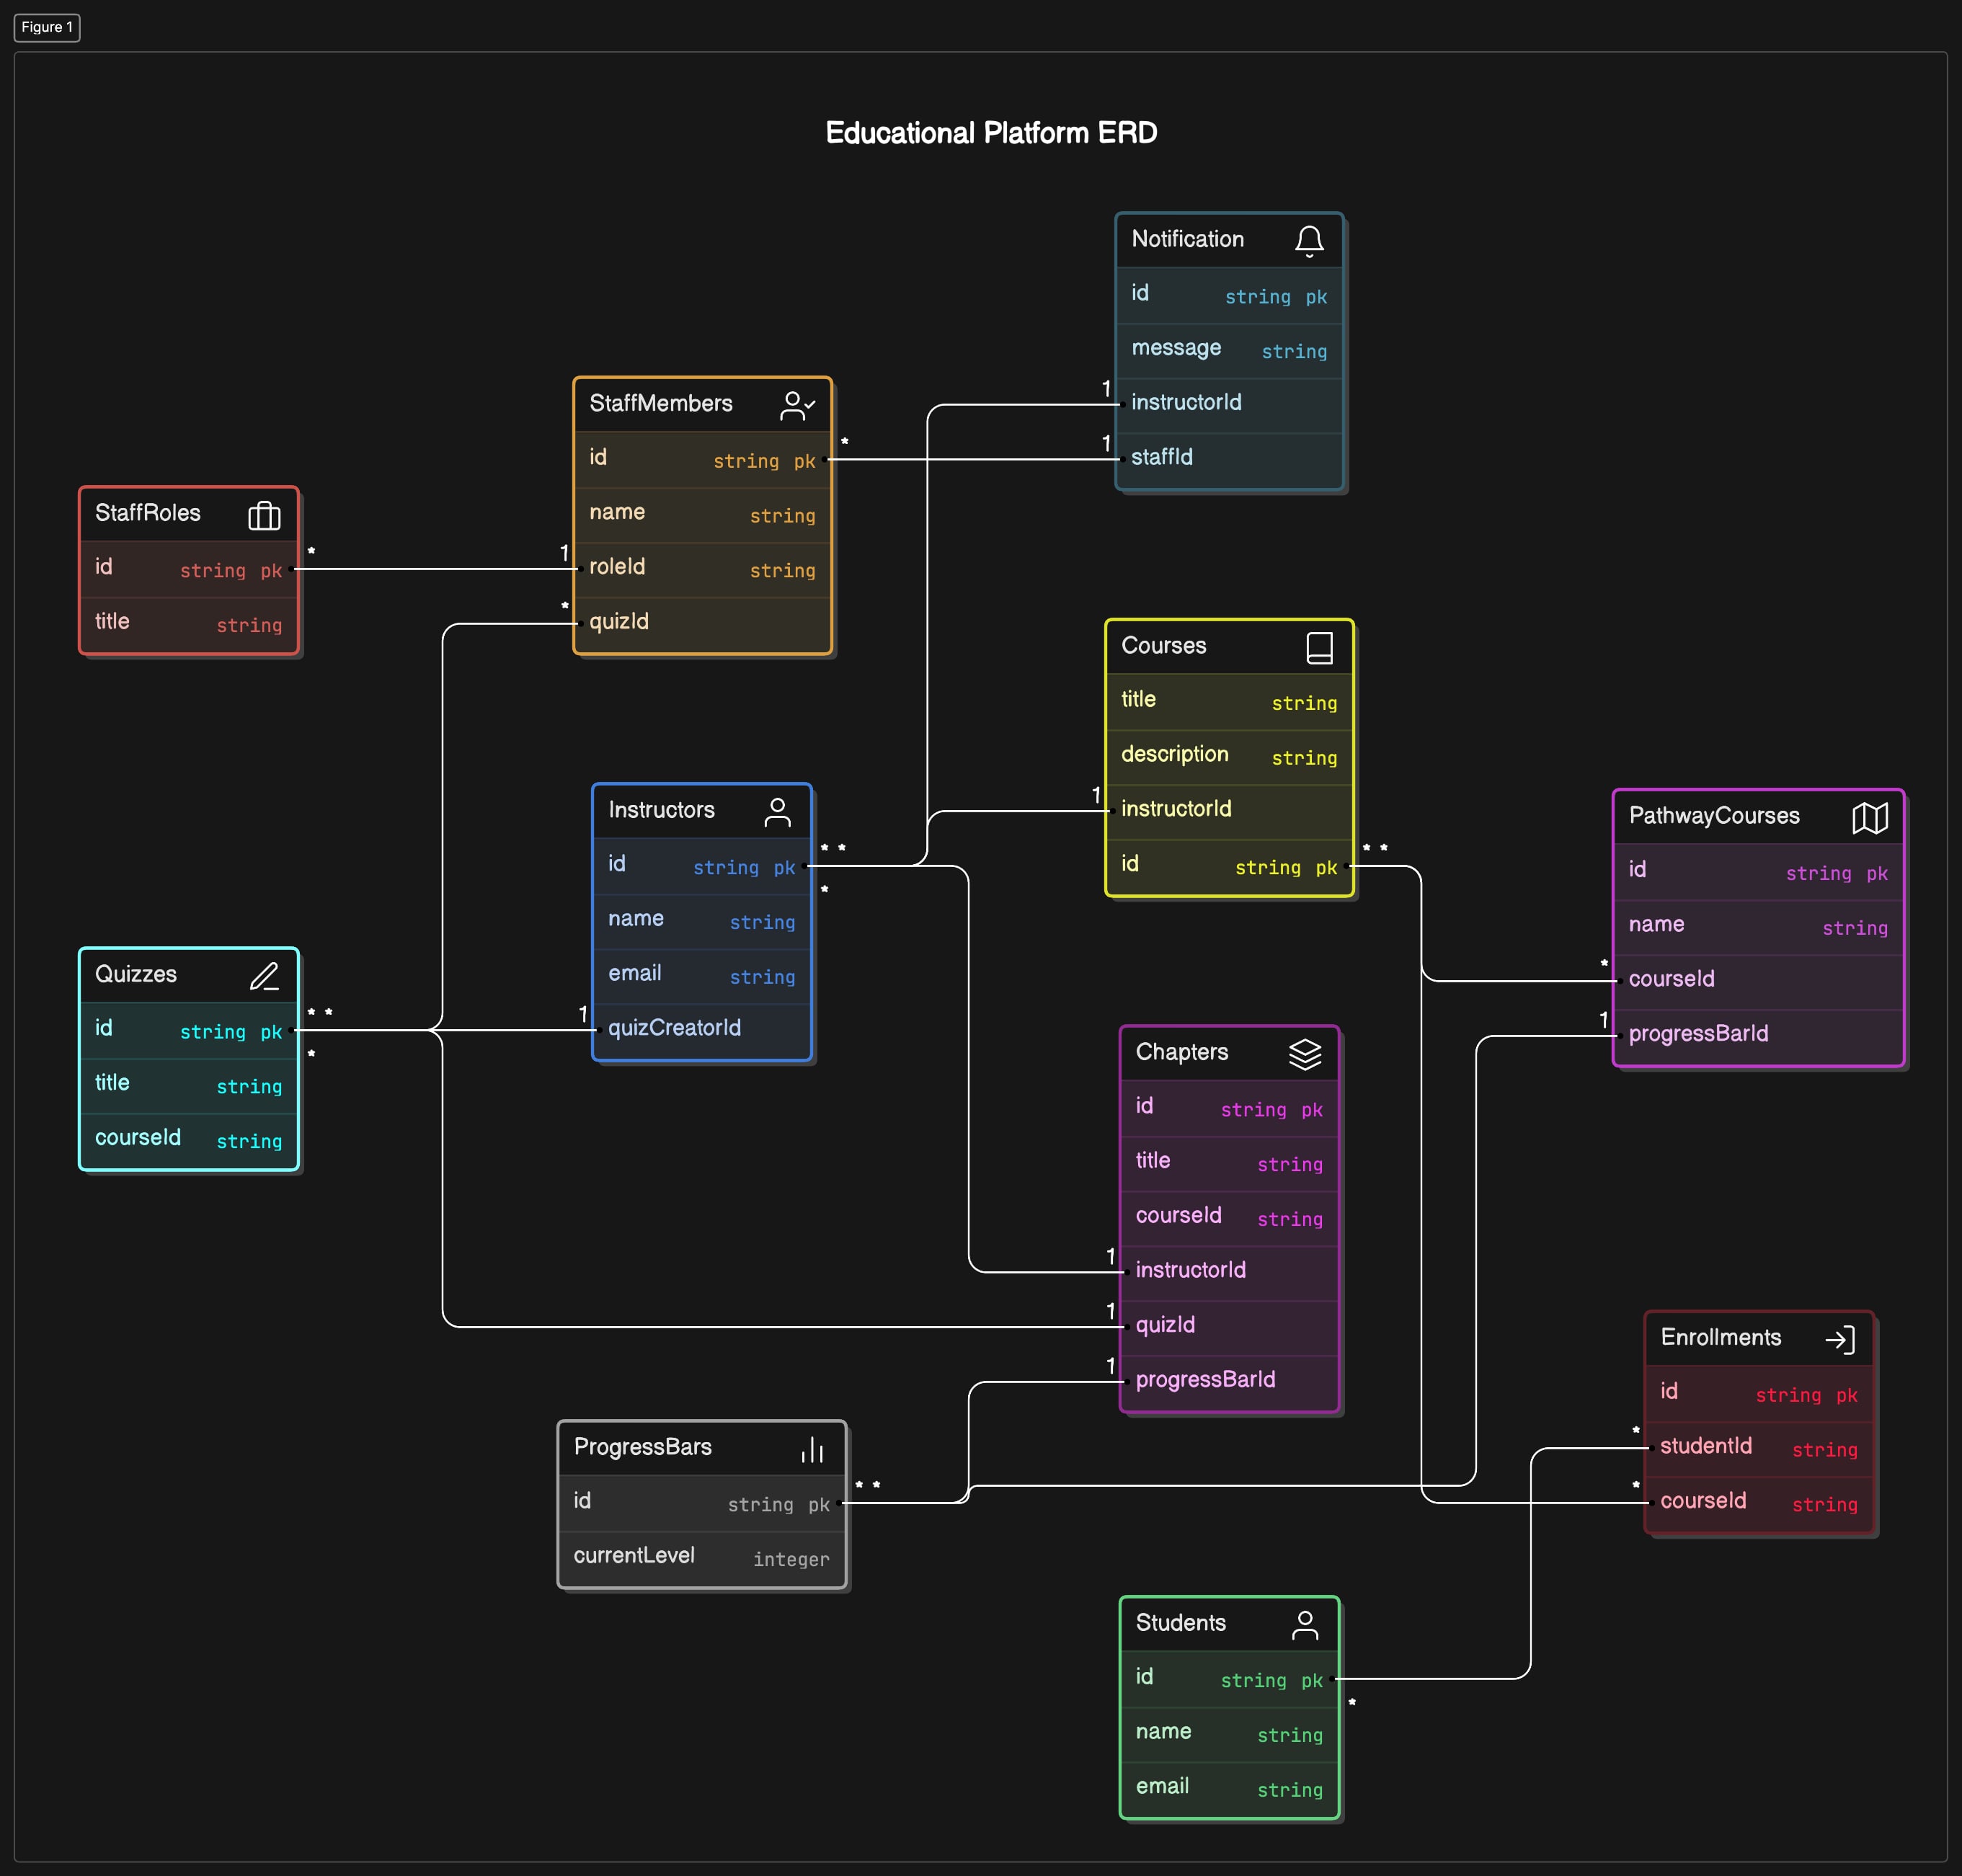 Figure 1
Educational Platform ERD
Notification
id string pk
message string
1 instructorId
1 staffId
StaffMembers
id string pk *
name string
1 roleId string
* quizId
StaffRoles
id string pk *
title string
Courses
title string
description string
1 instructorId
id string pk * *
Instructors
id string pk * *
*
name string
email string
1 quizCreatorId
PathwayCourses
id string pk
name string
* courseId
1 progressBarId
Quizzes
id string pk * *
*
title string
courseId string
Chapters
id string pk
title string
courseId string
1 instructorId
1 quizId
1 progressBarId
Enrollments
id string pk
* studentId string
* courseId string
ProgressBars
id string pk * *
currentLevel integer
Students
id string pk
*
name string
email string